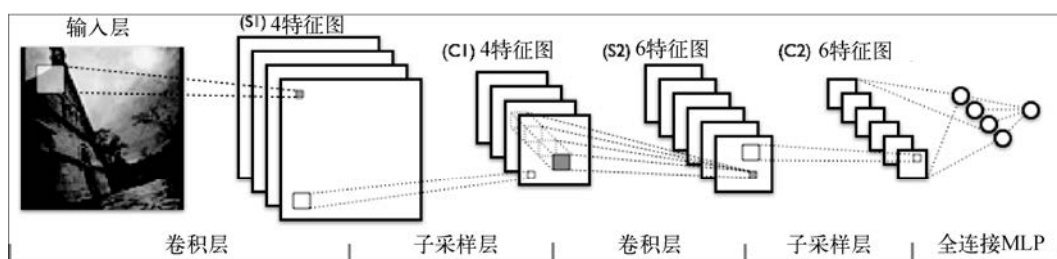 输入层
(S1) 4特征图
(C1) 4特征图
(S2) 6特征图
(C2) 6特征图
卷积层
子采样层
卷积层
子采样层
全连接MLP